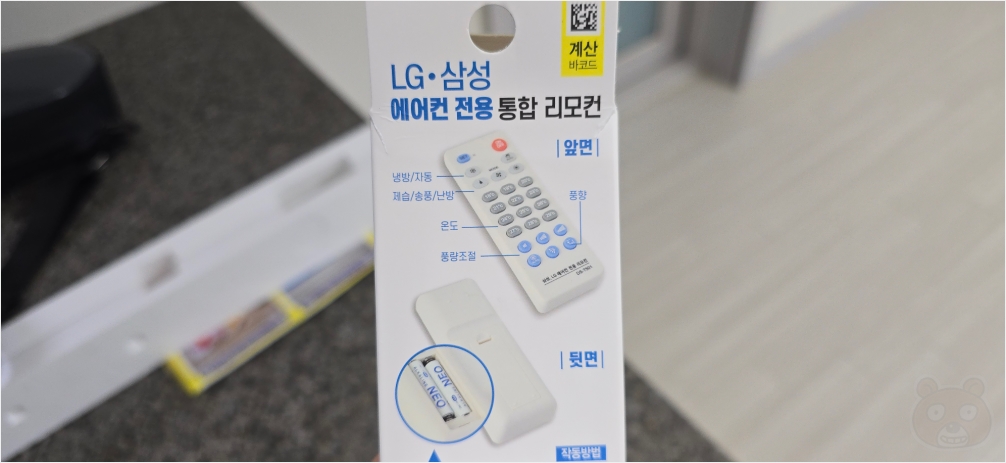 계산
바코드
LG·삼성
에어컨 전용 통합 리모컨
앞면
냉방/자동
제습/송풍/난방
풍향
온도
풍량조절
뒷면
NEO
NEO
작동방법